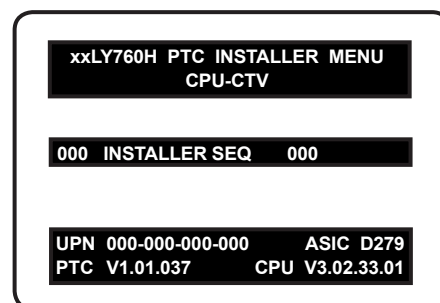 xxLY760H PTC INSTALLER MENU
CPU-CTV
000 INSTALLER SEQ 000
UPN 000-000-000-000 ASIC D279
PTC V1.01.037 CPU V3.02.33.01